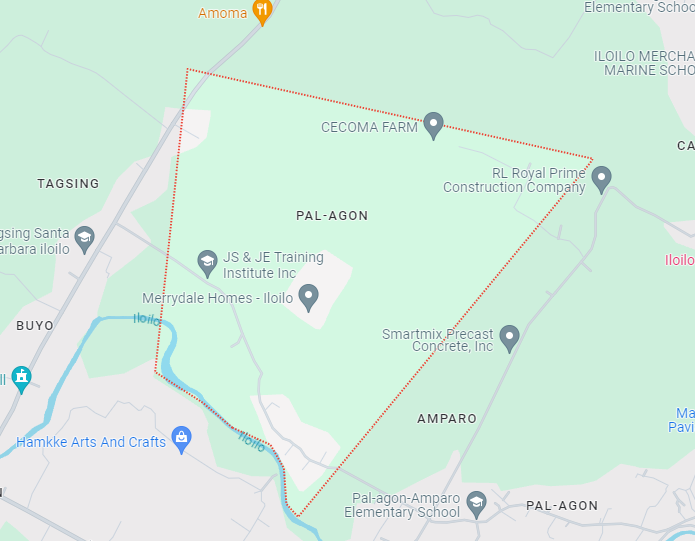 Amoma
Elementary Schoo
ILOILO MERCHA
MARINE SCHO
CECOMA FARM
CA
RL Royal Prime
Construction Company
TAGSING
PAL-AGON
gsing Santa
arbara iloilo
JS & JE Training
Institute Inc
Iloilo
Merrydale Homes - Iloilo
Iloilo
BUYO
Smartmix Precast
Concrete, Inc
ll
Ma
Pavi
AMPARO
Hamkke Arts And Crafts
Iloilo
N
Pal-agon-Amparo
Elementary School
PAL-AGON